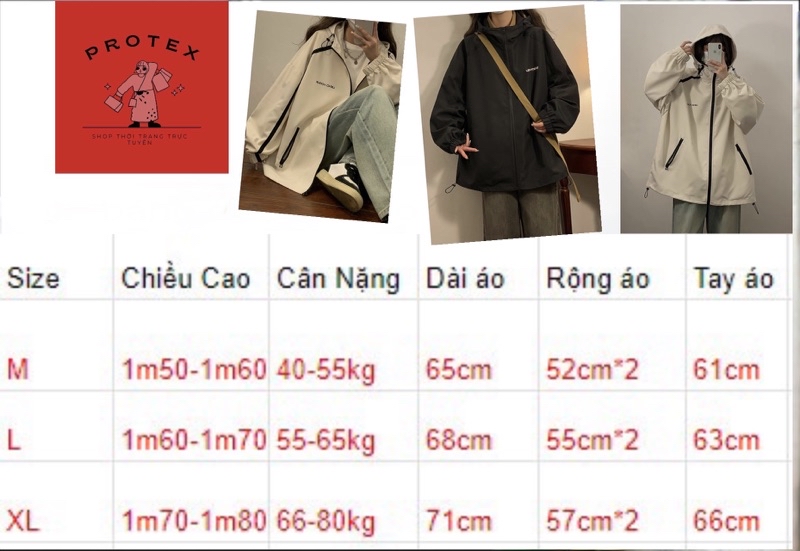 PROTEX
SHOP THỜI TRANG TRỰC
TUYẾN
Size Chiều Cao Cân Nặng Dài áo Rộng áo Tay áo
M 1m50-1m60 40-55kg 65cm 52cm*2 61cm
L 1m60-1m70 55-65kg 68cm 55cm*2 63cm
XL 1m70-1m80 66-80kg 71cm 57cm*2 66cm